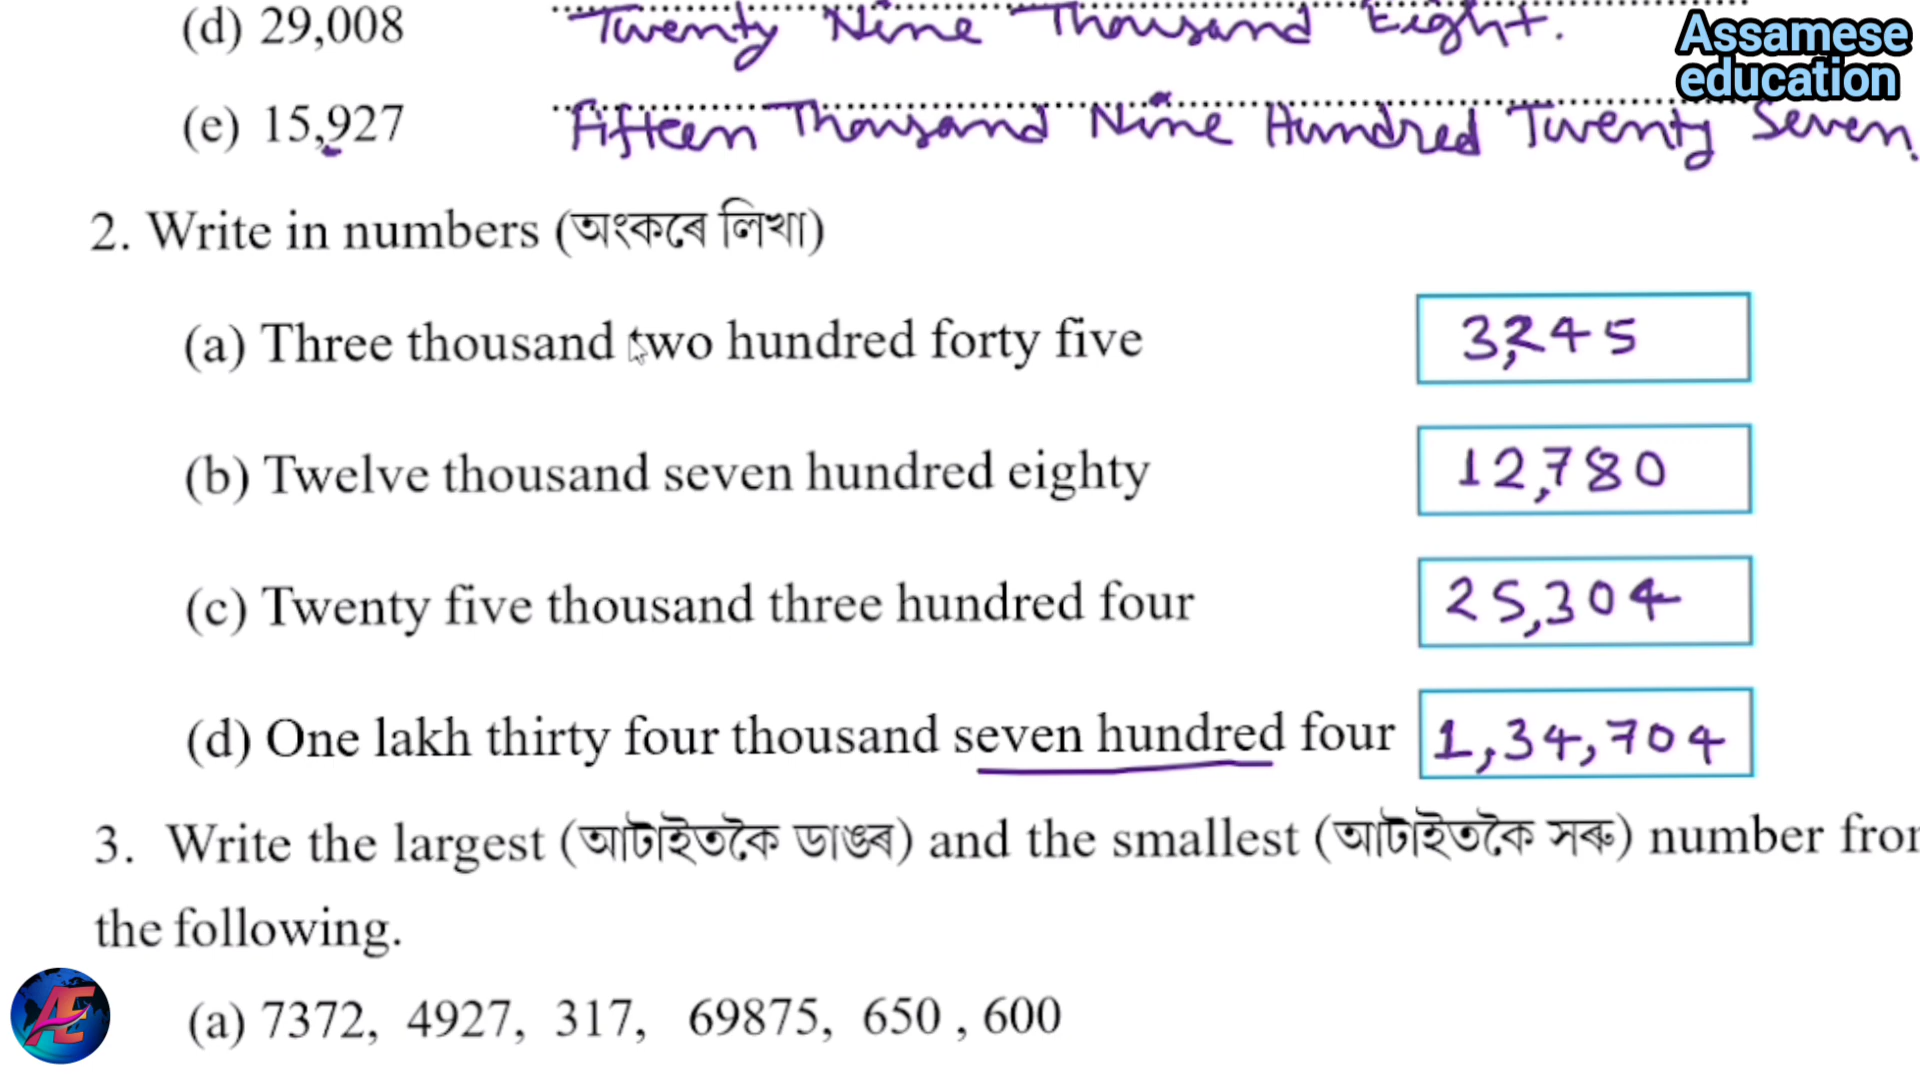 (d) 29,008 Twenty Nine Thousand Eight.
Assamese
education
(e) 15,927 Fifteen Thousand Nine Hundred Twenty Seven.
2. Write in numbers (অংকৰে লিখা)
(a) Three thousand two hundred forty five 3,245
(b) Twelve thousand seven hundred eighty 12,780
(c) Twenty five thousand three hundred four 25,304
(d) One lakh thirty four thousand seven hundred four 1,34,704
3. Write the largest (আটাইতকৈ ডাঙৰ) and the smallest (আটাইতকৈ সৰু) number fror
the following.
(a) 7372, 4927, 317, 69875, 650 , 600
AE